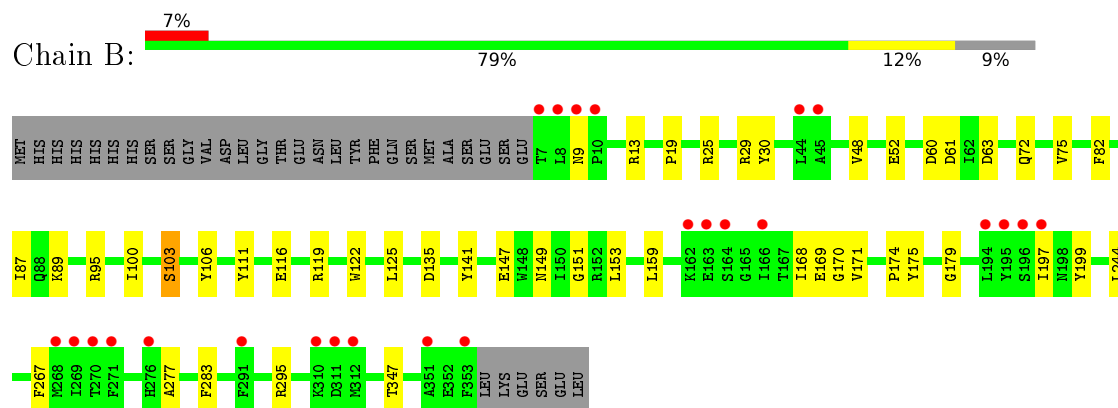 7%
Chain B:
79% 12% 9%
MET HIS HIS HIS HIS HIS HIS SER SER GLY VAL ASP LEU GLY THR GLU ASN LEU TYR PHE GLN SER MET ALA SER GLU SER GLU T7 L8 N9 P10 R13 P19 R25 R29 Y30 L44 A45 V48 E52 D60 D61 I62 D63 Q72 V75 F82
I87 Q88 K89 R95 I100 S103 Y106 Y111 E116 R119 W122 L125 D135 Y141 E147 W148 N149 I150 G151 R152 L153 L159 K162 E163 S164 G165 I166 T167 I168 E169 G170 V171 P174 Y175 G179 L194 Y195 S196 I197 N198 Y199
F267 M268 I269 T270 F271 H276 A277 F283 F291 R295 T347 K310 D311 M312 A351 E352 F353 LEU LYS GLU SER GLU LEU